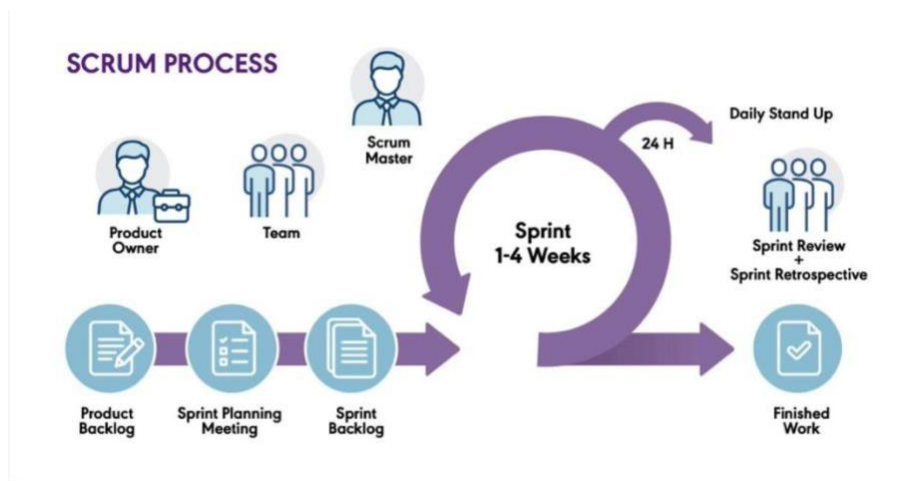 SCRUM PROCESS
Scrum
Master
Product
Owner
Team
24 H
Daily Stand Up
Sprint
1-4 Weeks
Sprint Review
+
Sprint Retrospective
Product
Backlog
Sprint Planning
Meeting
Sprint
Backlog
Finished
Work